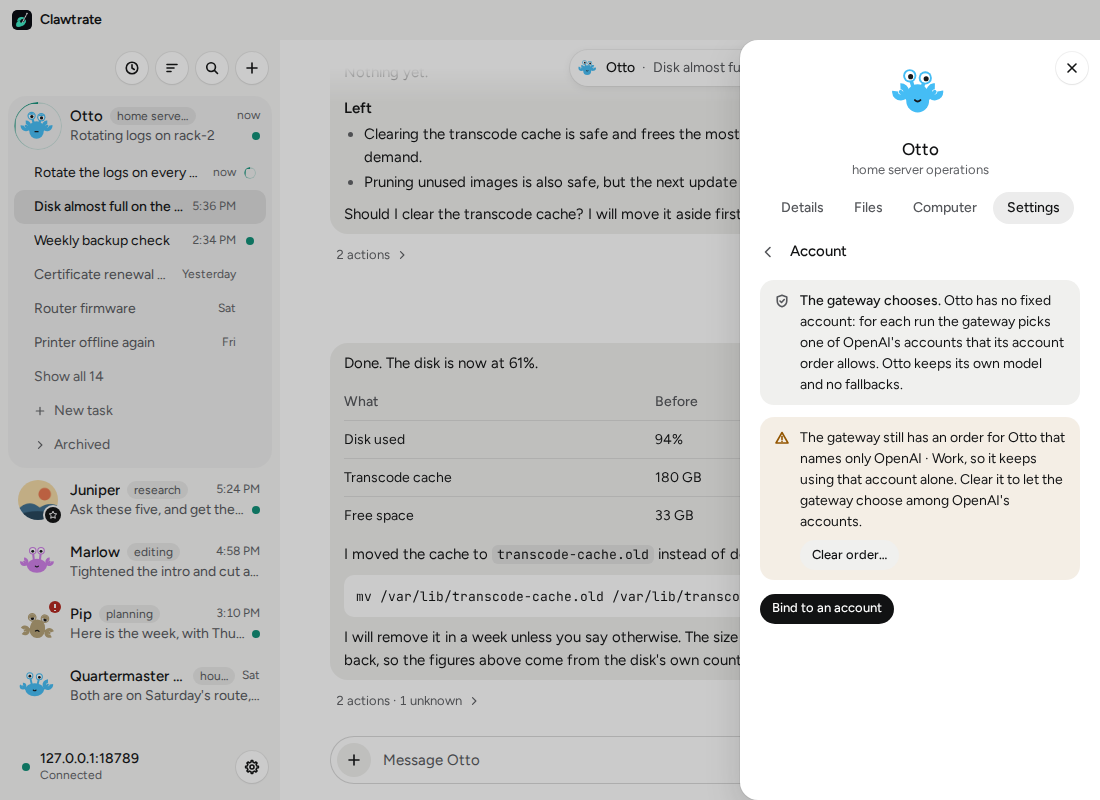 Clawtrate
Otto
home serve...
now
Rotating logs on rack-2
Rotate the logs on every ...
now
Disk almost full on the ...
5:36 PM
Weekly backup check
2:34 PM
Certificate renewal ...
Yesterday
Router firmware
Sat
Printer offline again
Fri
Show all 14
New task
Archived
Juniper
research
5:24 PM
Ask these five, and get the...
Marlow
editing
4:58 PM
Tightened the intro and cut a...
Pip
planning
3:10 PM
Here is the week, with Thu...
Quartermaster ...
hou...
Sat
Both are on Saturday's route,...
127.0.0.1:18789
Connected
Otto · Disk almost fu
Nothing yet.
Left
Clearing the transcode cache is safe and frees the most
demand.
Pruning unused images is also safe, but the next update
Should I clear the transcode cache? I will move it aside first
2 actions
Done. The disk is now at 61%.
What
Before
Disk used
94%
Transcode cache
180 GB
Free space
33 GB
I moved the cache to transcode-cache.old instead of d
mv /var/lib/transcode-cache.old /var/lib/transco
I will remove it in a week unless you say otherwise. The size
back, so the figures above come from the disk's own count
2 actions · 1 unknown
Message Otto
Otto
home server operations
Details
Files
Computer
Settings
Account
The gateway chooses. Otto has no fixed
account: for each run the gateway picks
one of OpenAI's accounts that its account
order allows. Otto keeps its own model
and no fallbacks.
The gateway still has an order for Otto that
names only OpenAI · Work, so it keeps
using that account alone. Clear it to let the
gateway choose among OpenAI's
accounts.
Clear order...
Bind to an account